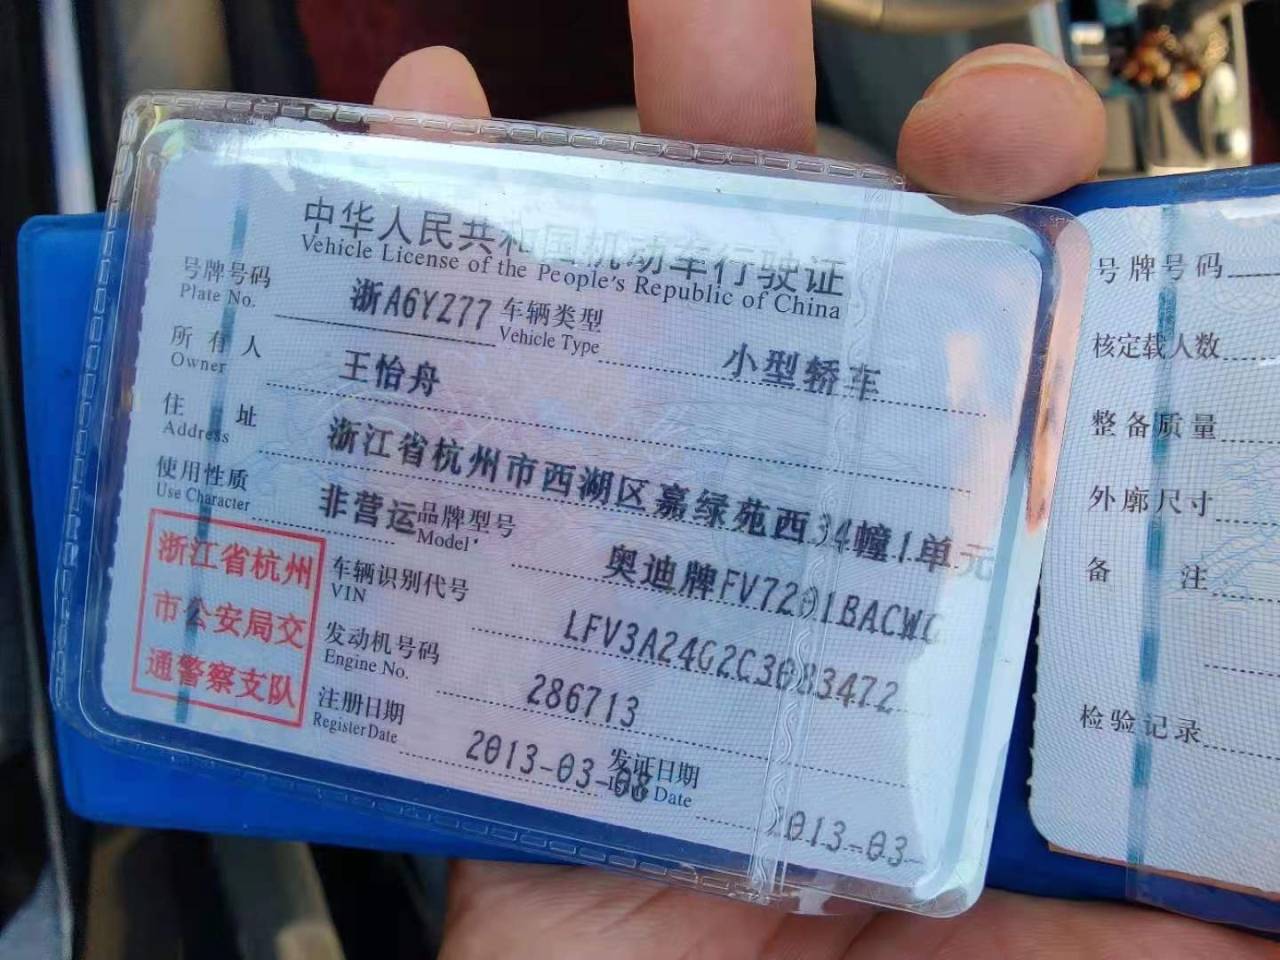 中华人民共和国机动车行驶证
Vehicle License of the People's Republic of China
号牌号码 浙A6YZ77 车辆类型 小型轿车
Plate No. Vehicle Type
所有人 王怡舟
Owner
住址 浙江省杭州市西湖区嘉绿苑西34幢1单元
Address
使用性质 非营运 品牌型号 奥迪牌FV7201BACWG
Use Character Model
浙江省杭州
市公安局交
通警察支队
车辆识别代号 LFV3A24G2C3083472
VIN
发动机号码 286713
Engine No.
注册日期 2013-03-08 发证日期 2013-03-
Register Date Issue Date
号牌号码
核定载人数
整备质量
外廓尺寸
备注
检验记录